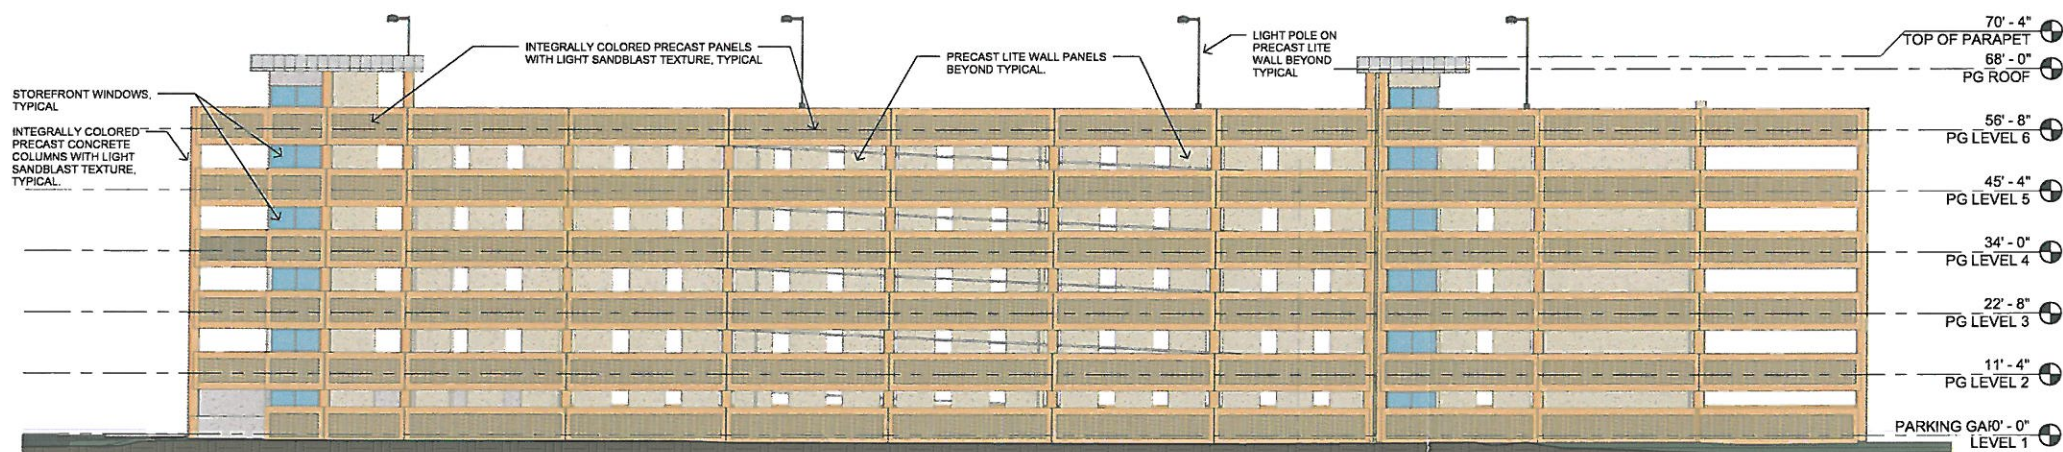 INTEGRALLY COLORED PRECAST PANELS
WITH LIGHT SANDBLAST TEXTURE, TYPICAL
PRECAST LITE WALL PANELS
BEYOND TYPICAL.
LIGHT POLE ON
PRECAST LITE
WALL BEYOND
TYPICAL
STOREFRONT WINDOWS,
TYPICAL
INTEGRALLY COLORED
PRECAST CONCRETE
COLUMNS WITH LIGHT
SANDBLAST TEXTURE,
TYPICAL.
70' - 4"
TOP OF PARAPET
68' - 0"
PG ROOF
56' - 8"
PG LEVEL 6
45' - 4"
PG LEVEL 5
34' - 0"
PG LEVEL 4
22' - 8"
PG LEVEL 3
11' - 4"
PG LEVEL 2
PARKING GA 0' - 0"
LEVEL 1